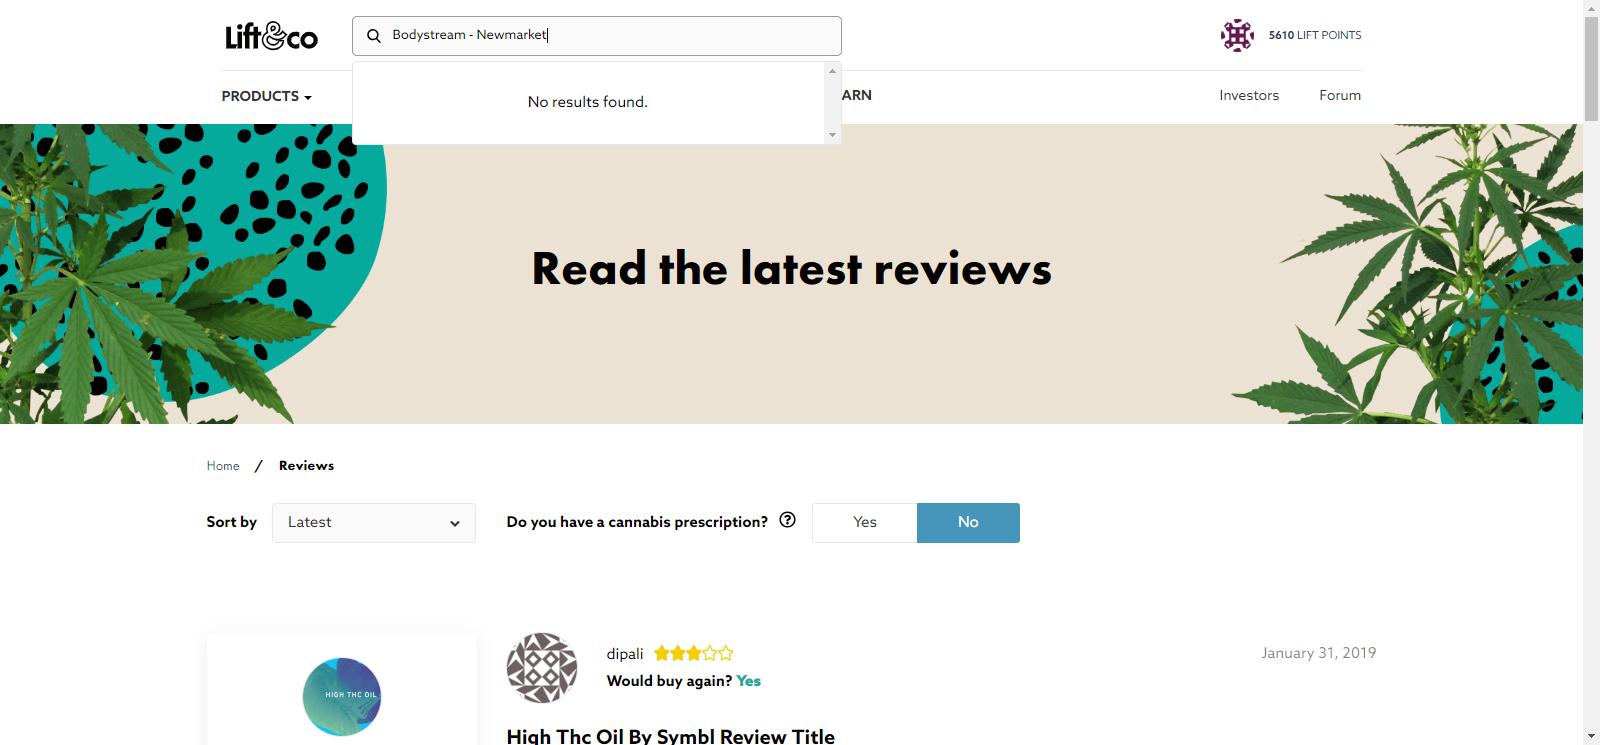 Lift&co
Bodystream - Newmarket
5610 LIFT POINTS
No results found.
PRODUCTS
ARN
Investors
Forum
Read the latest reviews
Home / Reviews
Sort by
Latest
Do you have a cannabis prescription?
Yes
No
HIGH THC OIL
dipali
January 31, 2019
Would buy again? Yes
High Thc Oil By Symbl Review Title